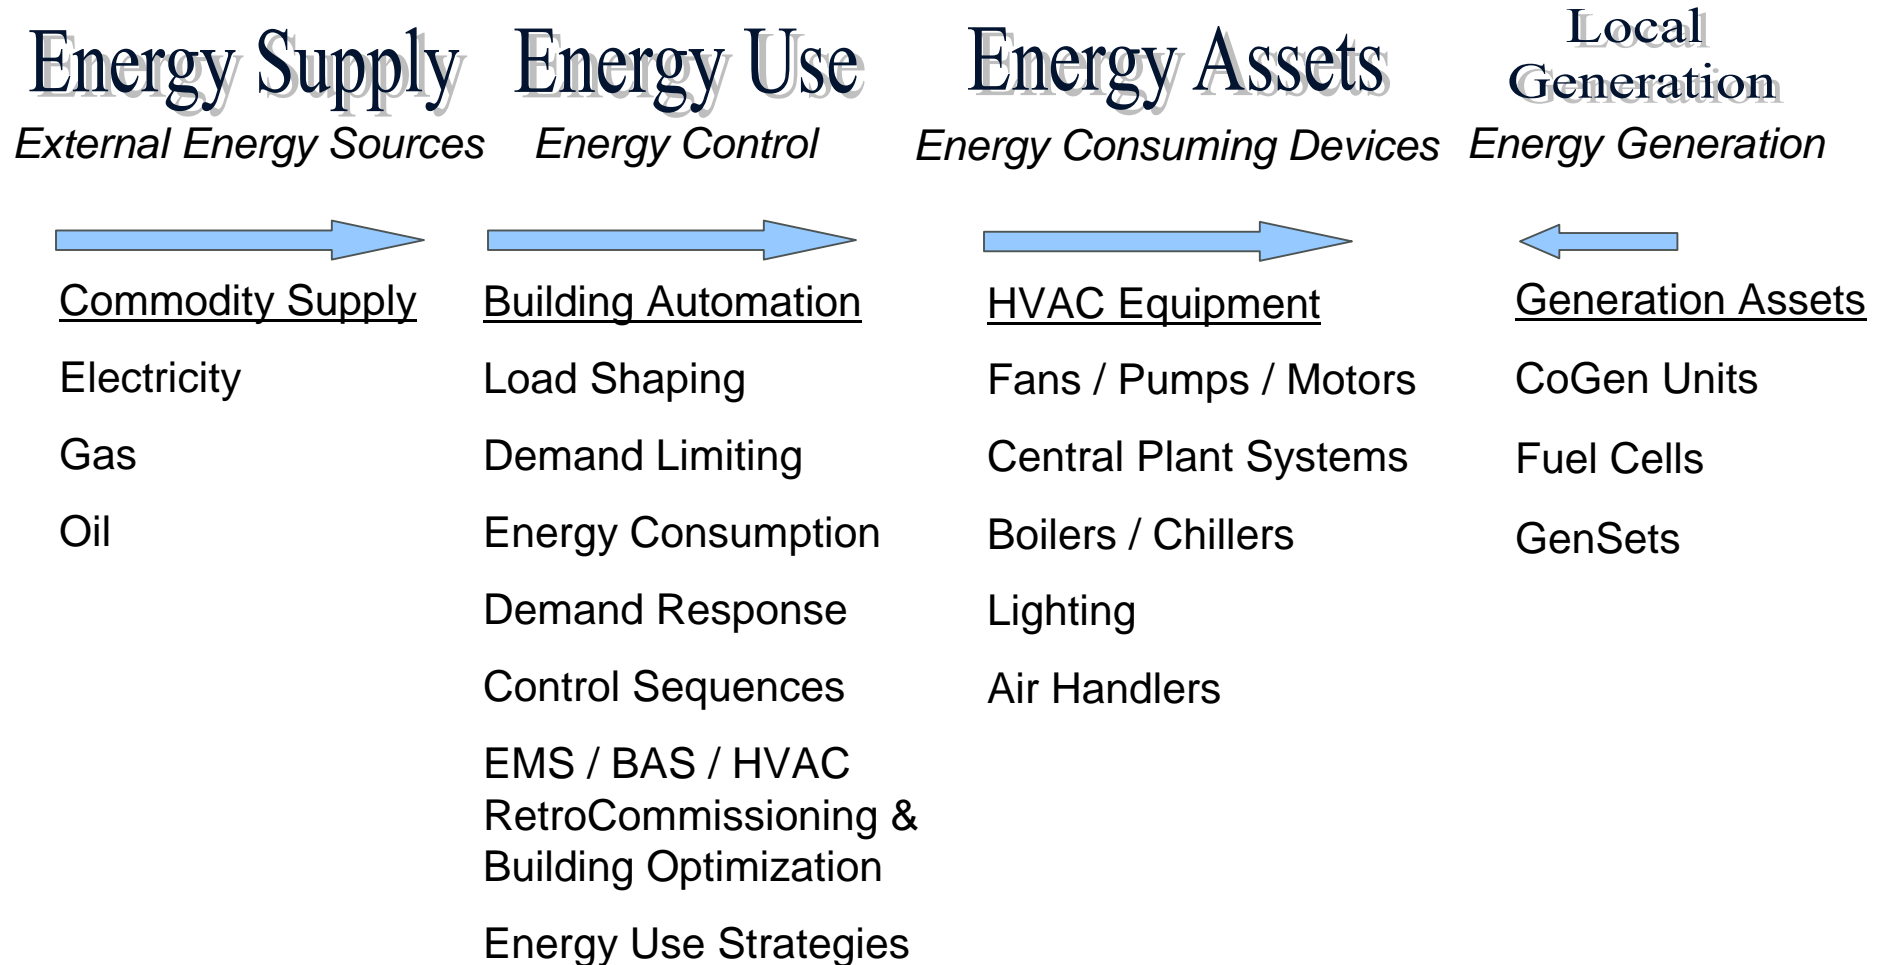 Energy Supply
External Energy Sources
Commodity Supply
Electricity
Gas
Oil
Energy Use
Energy Control
Building Automation
Load Shaping
Demand Limiting
Energy Consumption
Demand Response
Control Sequences
EMS / BAS / HVAC
RetroCommissioning &
Building Optimization
Energy Use Strategies
Energy Assets
Energy Consuming Devices
HVAC Equipment
Fans / Pumps / Motors
Central Plant Systems
Boilers / Chillers
Lighting
Air Handlers
Local
Generation
Energy Generation
Generation Assets
CoGen Units
Fuel Cells
GenSets